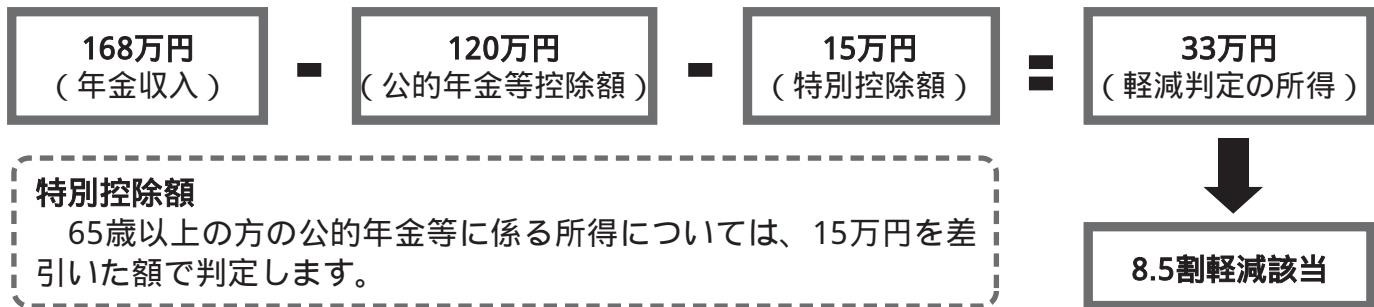 168万円
（年金収入）
-
120万円
（公的年金等控除額）
-
15万円
（特別控除額）
=
33万円
（軽減判定の所得）
特別控除額
　65歳以上の方の公的年金等に係る所得については、15万円を差
引いた額で判定します。
8.5割軽減該当